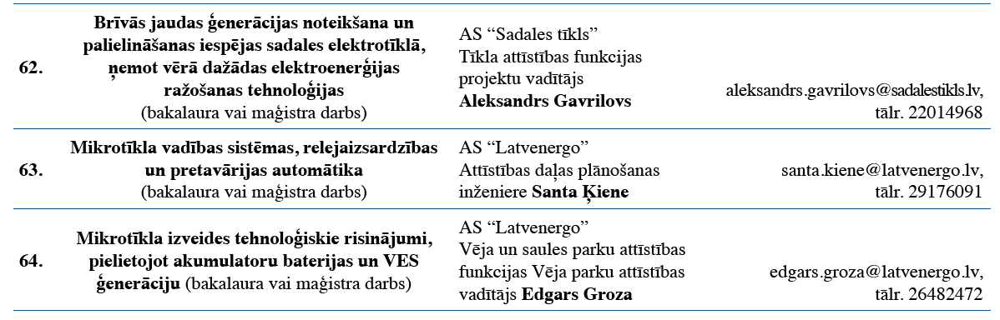 62.
Brīvās jaudas ģenerācijas noteikšana un
palielināšanas iespējas sadales elektrotīklā,
ņemot vērā dažādas elektroenerģijas
ražošanas tehnoloģijas
(bakalaura vai maģistra darbs)
AS “Sadales tīkls”
Tīkla attīstības funkcijas
projektu vadītājs
Aleksandrs Gavrilovs
aleksandrs.gavrilovs@sadalestikls.lv,
tālr. 22014968
63.
Mikrotīkla vadības sistēmas, relejaizsardzības
un pretavārijas automātika
(bakalaura vai maģistra darbs)
AS “Latvenergo”
Attīstības daļas plānošanas
inženiere Santa Ķiene
santa.kiene@latvenergo.lv,
tālr. 29176091
64.
Mikrotīkla izveides tehnoloģiskie risinājumi,
pielietojot akumulatoru baterijas un VES
ģenerāciju (bakalaura vai maģistra darbs)
AS “Latvenergo”
Vēja un saules parku attīstības
funkcijas Vēja parku attīstības
vadītājs Edgars Groza
edgars.groza@latvenergo.lv,
tālr. 26482472